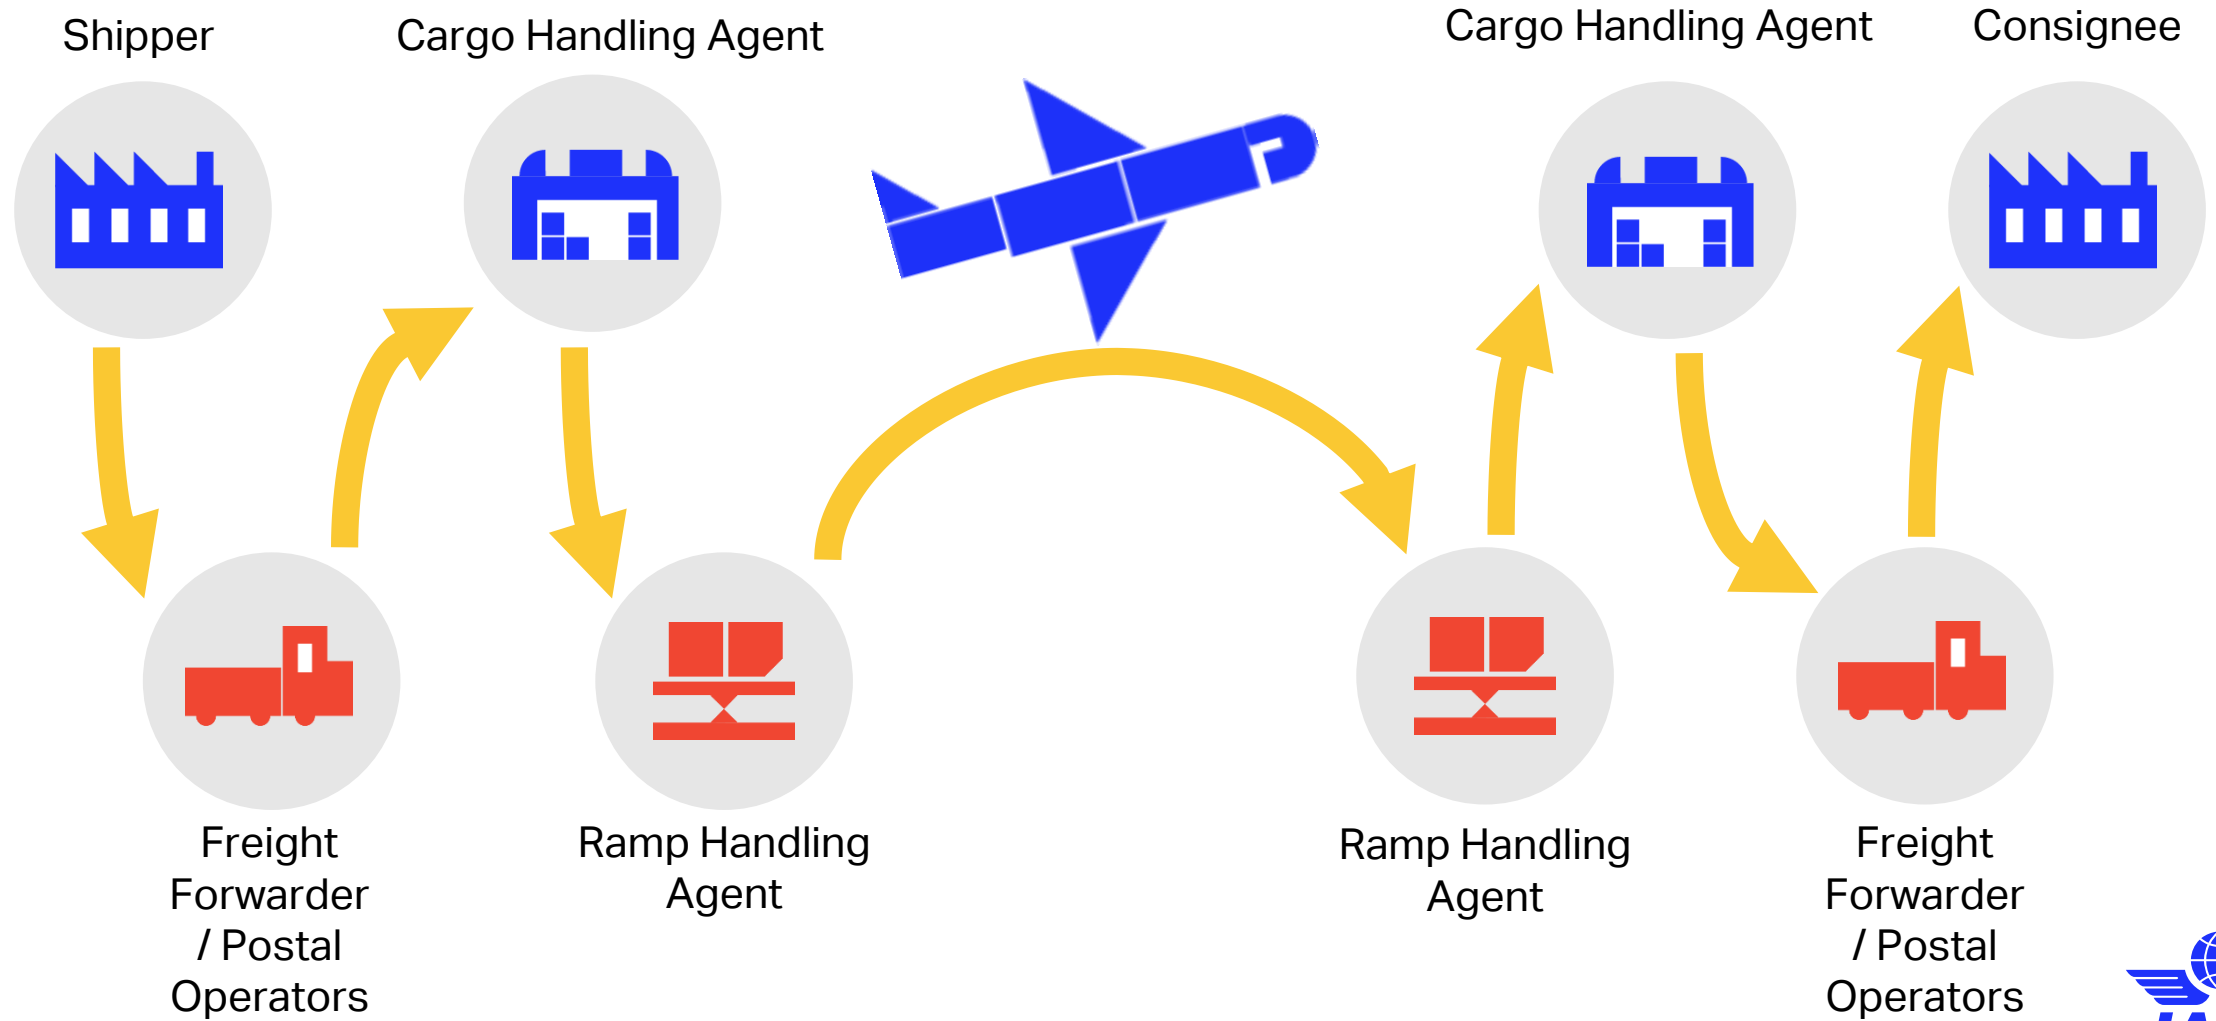 Shipper
Cargo Handling Agent
Cargo Handling Agent
Consignee
Freight
Forwarder
/ Postal
Operators
Ramp Handling
Agent
Ramp Handling
Agent
Freight
Forwarder
/ Postal
Operators